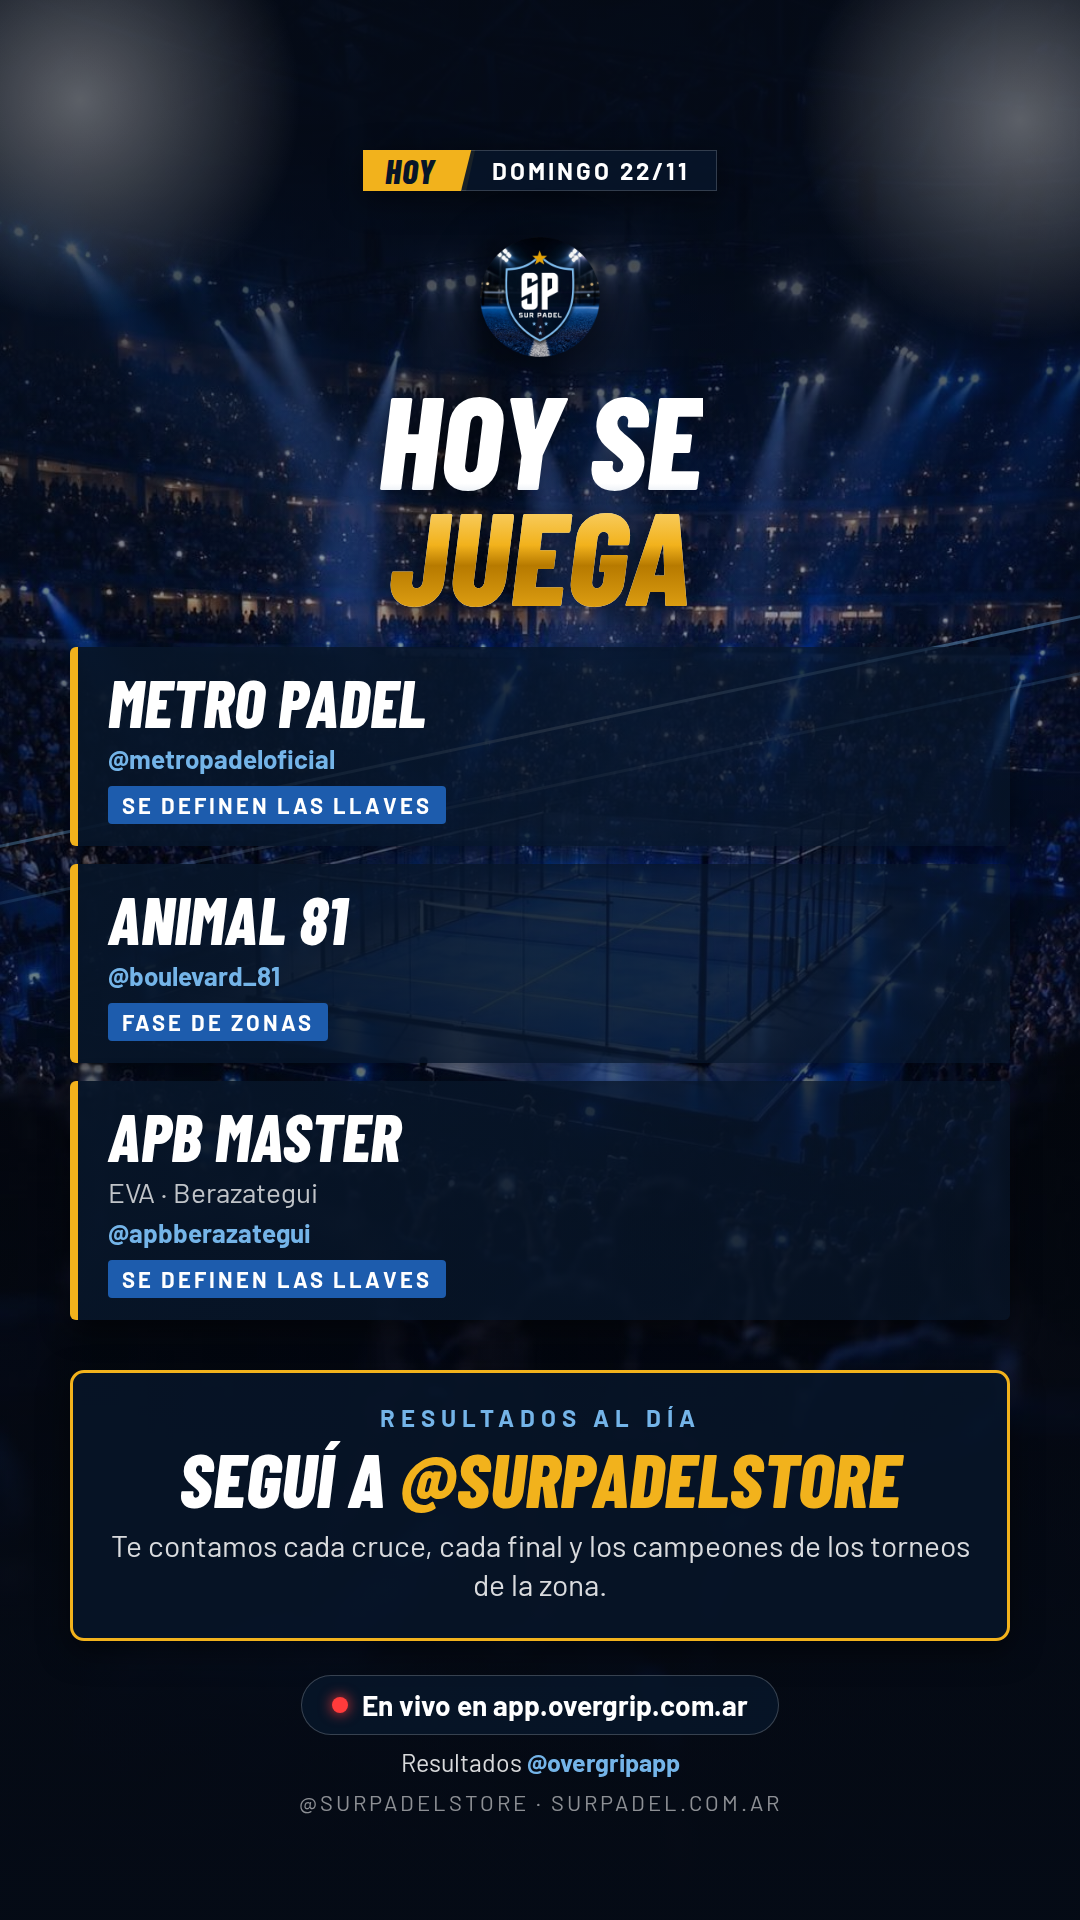 HOY DOMINGO 22/11
SP
SUR PADEL
HOY SE
JUEGA
METRO PADEL
@metropadeloficial
SE DEFINEN LAS LLAVES
ANIMAL 81
@boulevard_81
FASE DE ZONAS
APB MASTER
EVA · Berazategui
@apbberazategui
SE DEFINEN LAS LLAVES
RESULTADOS AL DÍA
SEGUÍ A @SURPADELSTORE
Te contamos cada cruce, cada final y los campeones de los torneos
de la zona.
En vivo en app.overgrip.com.ar
Resultados @overgripapp
@SURPADELSTORE · SURPADEL.COM.AR